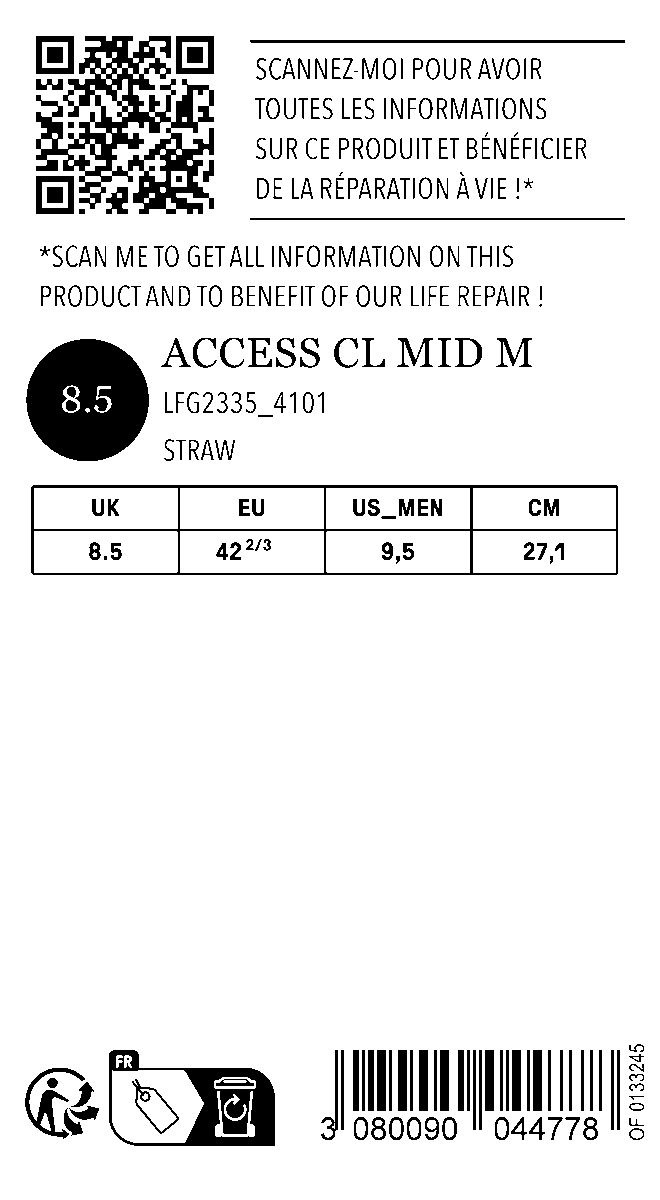 SCANNEZ-MOI POUR AVOIR
TOUTES LES INFORMATIONS
SUR CE PRODUIT ET BÉNÉFICIER
DE LA RÉPARATION À VIE !*
*SCAN ME TO GET ALL INFORMATION ON THIS
PRODUCT AND TO BENEFIT OF OUR LIFE REPAIR !
8.5
ACCESS CL MID M
LFG2335_4101
STRAW
UK EU US_MEN CM
8.5 42 2/3 9,5 27,1
FR
3 080090 044778
OF 0133245